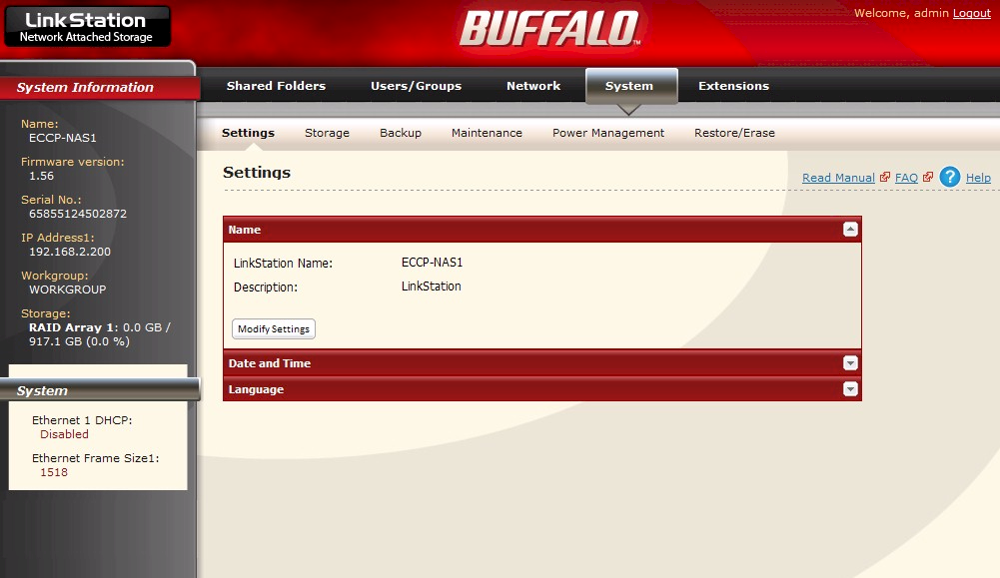 LinkStation
Network Attached Storage
BUFFALO™
Welcome, admin Logout
System Information
Name:
ECCP-NAS1
Firmware version:
1.56
Serial No.:
65855124502872
IP Address1:
192.168.2.200
Workgroup:
WORKGROUP
Storage:
RAID Array 1: 0.0 GB /
917.1 GB (0.0 %)
System
Ethernet 1 DHCP:
Disabled
Ethernet Frame Size1:
1518
Shared Folders Users/Groups Network System Extensions
Settings Storage Backup Maintenance Power Management Restore/Erase
Settings
Read Manual FAQ ? Help
Name
LinkStation Name: ECCP-NAS1
Description: LinkStation
Modify Settings
Date and Time
Language